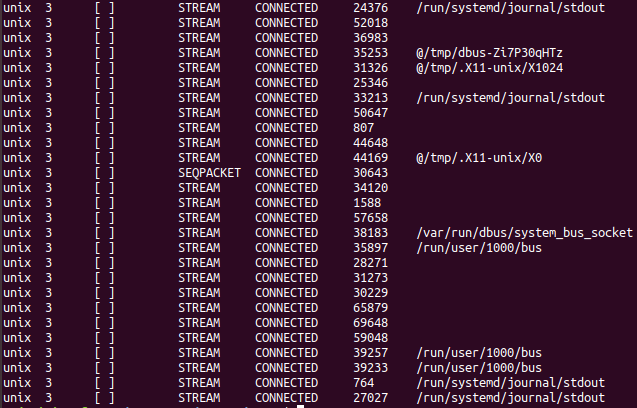 unix 3 [ ] STREAM CONNECTED 24376 /run/systemd/journal/stdout
unix 3 [ ] STREAM CONNECTED 52018
unix 3 [ ] STREAM CONNECTED 36983
unix 3 [ ] STREAM CONNECTED 35253 @/tmp/dbus-Zi7P30qHTz
unix 3 [ ] STREAM CONNECTED 31326 @/tmp/.X11-unix/X1024
unix 3 [ ] STREAM CONNECTED 25346
unix 3 [ ] STREAM CONNECTED 33213 /run/systemd/journal/stdout
unix 3 [ ] STREAM CONNECTED 50647
unix 3 [ ] STREAM CONNECTED 807
unix 3 [ ] STREAM CONNECTED 44648
unix 3 [ ] STREAM CONNECTED 44169 @/tmp/.X11-unix/X0
unix 3 [ ] SEQPACKET CONNECTED 30643
unix 3 [ ] STREAM CONNECTED 34120
unix 3 [ ] STREAM CONNECTED 1588
unix 3 [ ] STREAM CONNECTED 57658
unix 3 [ ] STREAM CONNECTED 38183 /var/run/dbus/system_bus_socket
unix 3 [ ] STREAM CONNECTED 35897 /run/user/1000/bus
unix 3 [ ] STREAM CONNECTED 28271
unix 3 [ ] STREAM CONNECTED 31273
unix 3 [ ] STREAM CONNECTED 30229
unix 3 [ ] STREAM CONNECTED 65879
unix 3 [ ] STREAM CONNECTED 69648
unix 3 [ ] STREAM CONNECTED 59048
unix 3 [ ] STREAM CONNECTED 39257 /run/user/1000/bus
unix 3 [ ] STREAM CONNECTED 39233 /run/user/1000/bus
unix 3 [ ] STREAM CONNECTED 764 /run/systemd/journal/stdout
unix 3 [ ] STREAM CONNECTED 27027 /run/systemd/journal/stdout